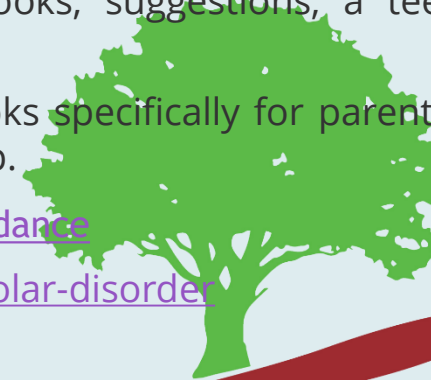 ooks, suggestions, a tee
ks specifically for parent
.
dance
olar-disorder